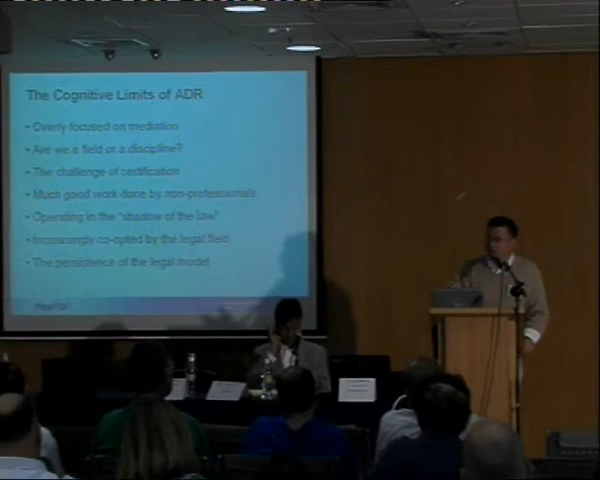 The Cognitive Limits of ADR
- Overly focused on mediation
- Are we a field or a discipline?
- The challenge of certification
- Much good work done by non-professionals
- Operating in the "shadow of the law"
- Increasingly co-opted by the legal field
- The persistence of the legal model
PayPal